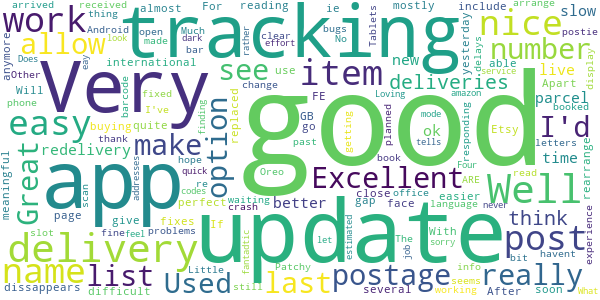 arrived
received
almost
tracking
ie
mostly
include
nice
slow
postie
thing
For
reading
Tablets
work
Android
Much
dark
open
allow
Other
made
bar
international
see
item
bugs
No
rather
clear
effort
new
yesterday
arrange
look
delays
number
able
service
display
anymore
Will
barcode
fixed
I've
finding
use
change
deliveries
live
Apart
phone
Does
eay
Very
good
Loving
amazon
parcel
booked
easy
buying
thank
quite
option
replaced
FE
GB
go
past
mode
tells
planned
ok
Etsy
I'd
letters
meaningful
Great
redelivery
make
hope
quick
codes
re
addresses
scan
never
app
Oreo
getting
book
responding
Four
ARE
time
rearrange
Excellent
Well
page
give
perfect
waiting
better
gap
close
office
face
easier
language
read
fine
feel
crash
fixes
If
problems
With
sorry
The
job
several
think
bit
havent
experience
delivery
update
post
slot
fantadtic
still
let
estimated
info
seems
working
After
soon
What
name
list
Used
last
postage
really
disappears
difficult
Little
Patchy